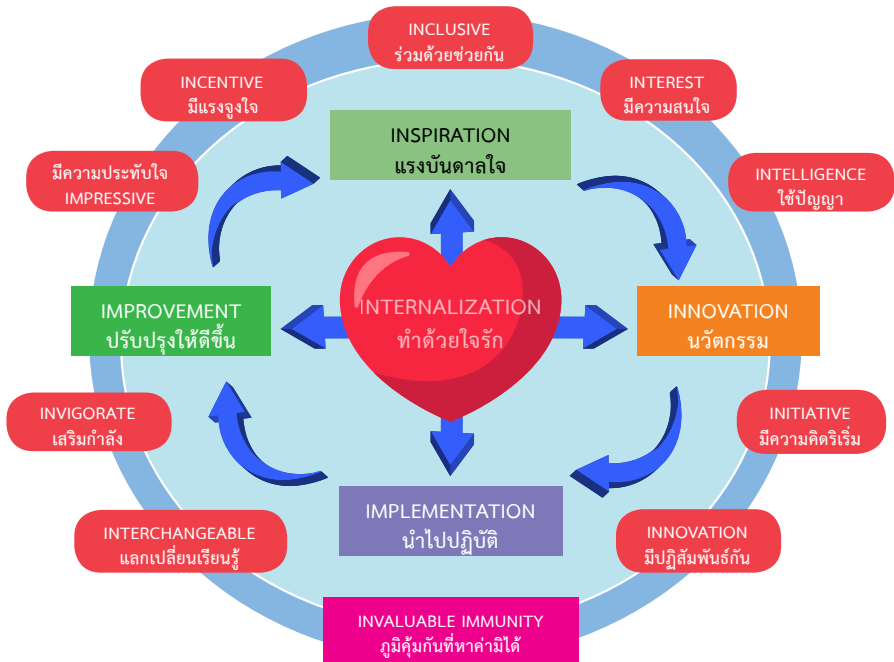 INCLUSIVE
ร่วมด้วยช่วยกัน
INCENTIVE
มีแรงจูงใจ
INTEREST
มีความสนใจ
INSPIRATION
แรงบันดาลใจ
มีความประทับใจ
IMPRESSIVE
INTELLIGENCE
ใช้ปัญญา
IMPROVEMENT
ปรับปรุงให้ดีขึ้น
INTERNALIZATION
ทำด้วยใจรัก
INNOVATION
นวัตกรรม
INVIGORATE
เสริมกำลัง
INITIATIVE
มีความคิดริเริ่ม
IMPLEMENTATION
นำไปปฏิบัติ
INTERCHANGEABLE
แลกเปลี่ยนเรียนรู้
INNOVATION
มีปฏิสัมพันธ์กัน
INVALUABLE IMMUNITY
ภูมิคุ้มกันที่หาค่ามิได้